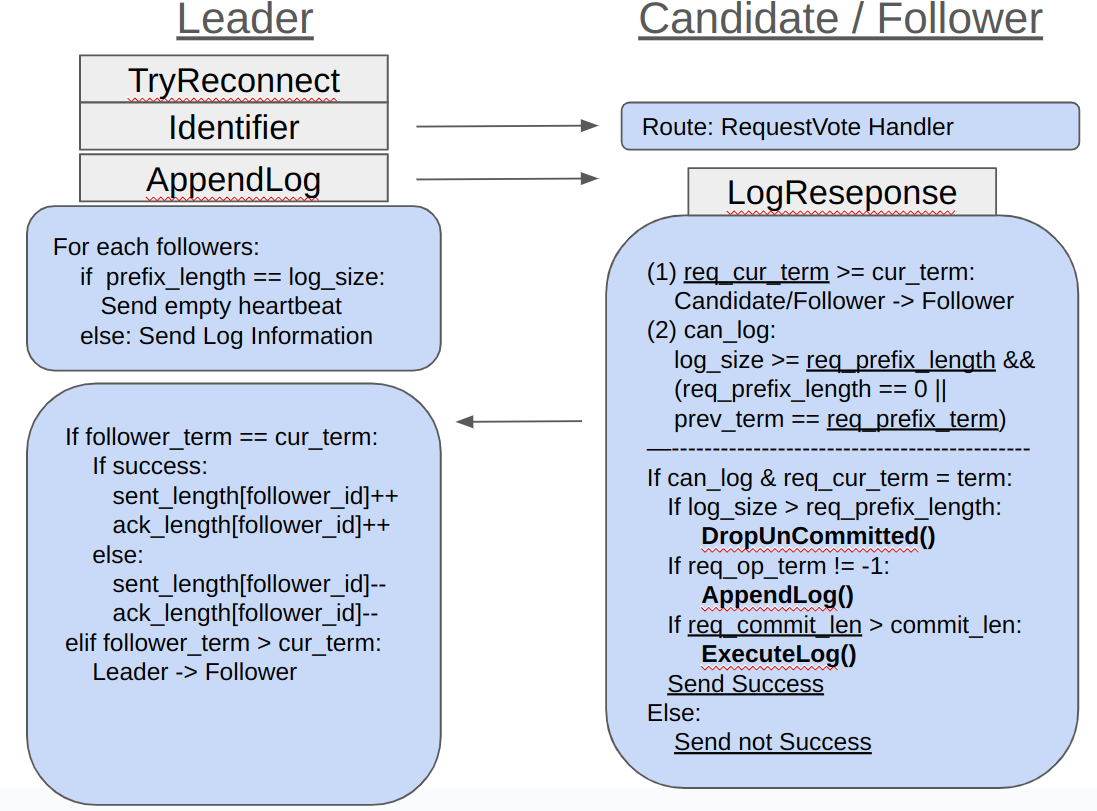 Leader
TryReconnect
Identifier
AppendLog
For each followers:
if prefix_length == log_size:
Send empty heartbeat
else: Send Log Information
If follower_term == cur_term:
If success:
sent_length[follower_id]++
ack_length[follower_id]++
else:
sent_length[follower_id]--
ack_length[follower_id]--
elif follower_term > cur_term:
Leader -> Follower
Candidate / Follower
Route: RequestVote Handler
LogReseponse
(1) req_cur_term >= cur_term:
Candidate/Follower -> Follower
(2) can_log:
log_size >= req_prefix_length &&
(req_prefix_length == 0 ||
prev_term == req_prefix_term)
—--------------------------------------------
If can_log & req_cur_term = term:
If log_size > req_prefix_length:
DropUnCommitted()
If req_op_term != -1:
AppendLog()
If req_commit_len > commit_len:
ExecuteLog()
Send Success
Else:
Send not Success